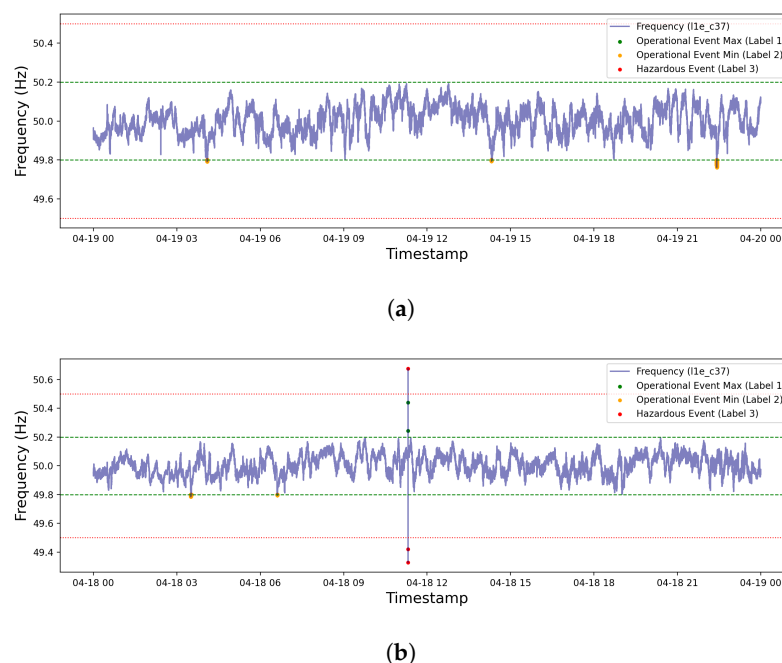 Frequency (l1e_c37)
Operational Event Max (Label 1
Operational Event Min (Label 2)
Hazardous Event (Label 3)
50.4
50.2
50.0
49.8
49.6
Frequency (Hz)
04-19 00 04-19 03 04-19 06 04-19 09 04-19 12 04-19 15 04-19 18 04-19 21 04-20 00
Timestamp
(a)
Frequency (l1e_c37)
Operational Event Max (Label 1
Operational Event Min (Label 2)
Hazardous Event (Label 3)
50.6
50.4
50.2
50.0
49.8
49.6
49.4
Frequency (Hz)
04-18 00 04-18 03 04-18 06 04-18 09 04-18 12 04-18 15 04-18 18 04-18 21 04-19 00
Timestamp
(b)